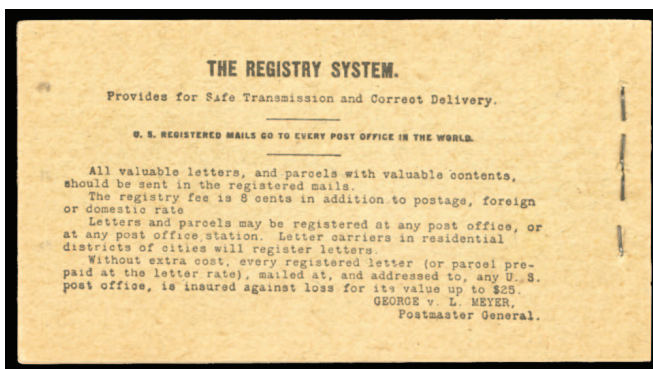 THE REGISTRY SYSTEM.
Provides for Safe Transmission and Correct Delivery.
U. S. REGISTERED MAILS GO TO EVERY POST OFFICE IN THE WORLD.
All valuable letters, and parcels with valuable contents,
should be sent in the registered mails.
The registry fee is 8 cents in addition to postage, foreign
or domestic rate
Letters and parcels may be registered at any post office, or
at any post office station. Letter carriers in residential
districts of cities will register letters.
Without extra cost, every registered letter (or parcel pre-
paid at the letter rate), mailed at, and addressed to, any U. S.
post office, is insured against loss for its value up to $25.
GEORGE v. L. MEYER,
Postmaster General.